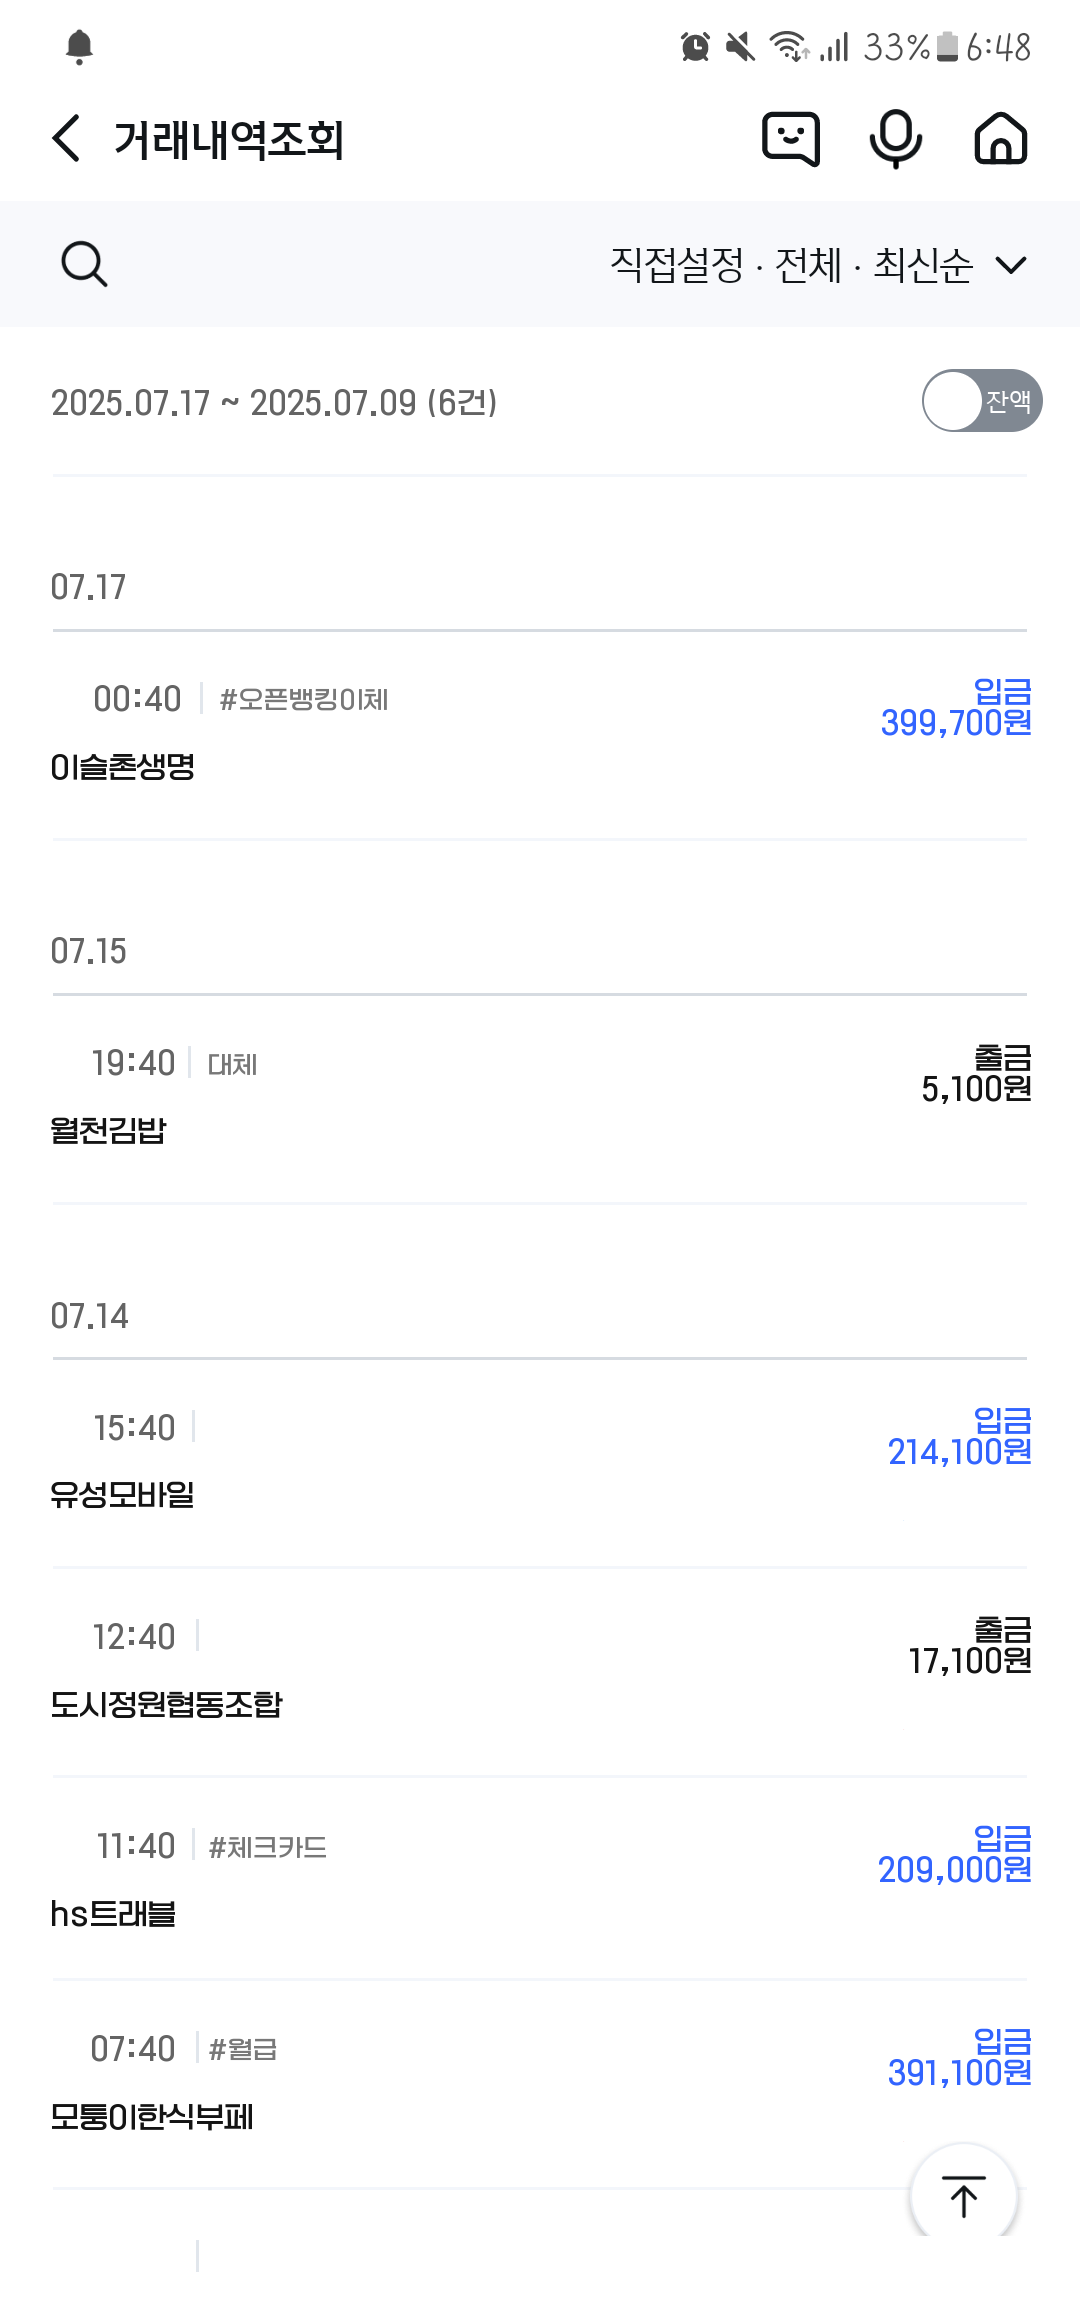 33% 6:48
거래내역조회
직접설정 · 전체 · 최신순
2025.07.17 ~ 2025.07.09 (6건)
잔액
07.17
00:40 #오픈뱅킹이체
입금
399,700원
이슬촌생명
07.15
19:40 대체
출금
5,100원
월천김밥
07.14
15:40
입금
214,100원
유성모바일
12:40
출금
17,100원
도시정원협동조합
11:40 #체크카드
입금
209,000원
hs트래블
07:40 #월급
입금
391,100원
모퉁이한식부페